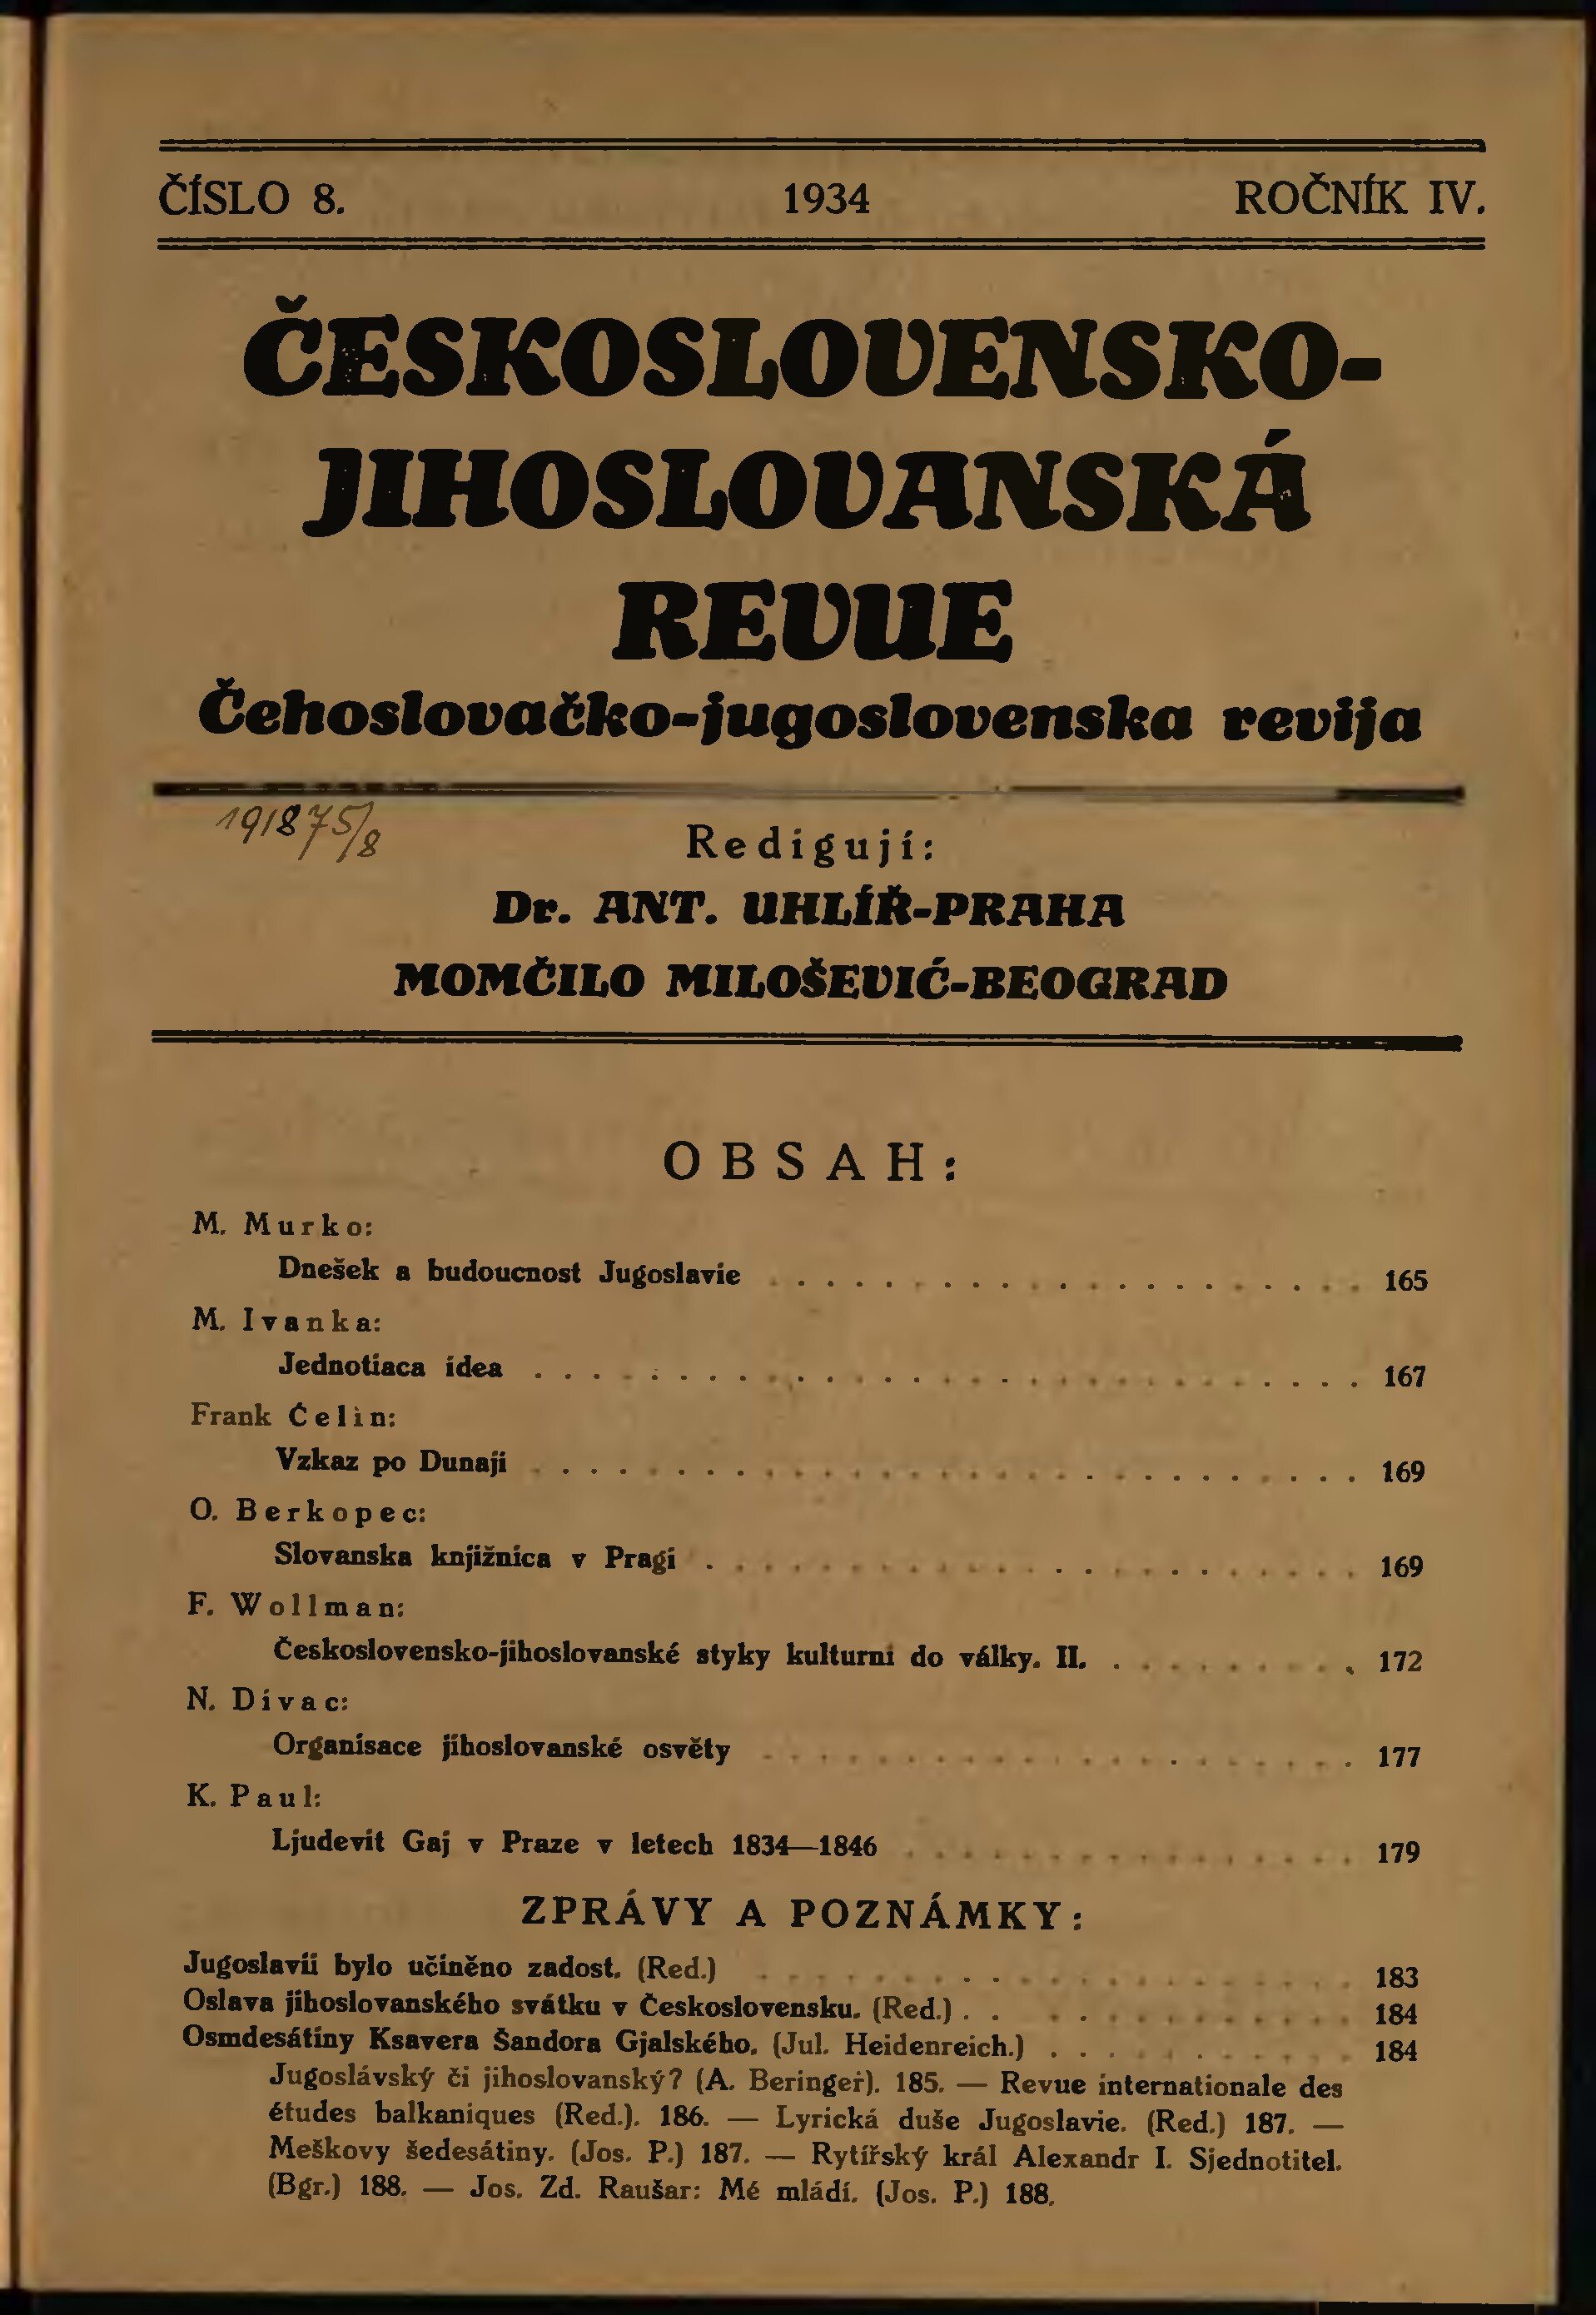 ČÍSLO 8. 1934 ROČNÍK IV.
ČESKOSLOVENSKO-
JIHOSLOVANSKÁ
REVUE
Čehoslovačko-jugoslovenska revija
191875/8
Redigují:
Dr. ANT. UHLÍŘ-PRAHA
MOMČILO MILOŠEVIĆ-BEOGRAD
OBSAH:
M. Murko:
Dnešek a budoucnost Jugoslavie . . . . . . . . . . . . . . . . . . . . 165
M. Ivanka:
Jednotiaca idea . . . . . . . . . . . . . . . . . . . . . . . . . . . . 167
Frank Čelin:
Vzkaz po Dunaji . . . . . . . . . . . . . . . . . . . . . . . . . . . . 169
O. Berkopec:
Slovanska knjižnica v Pragi . . . . . . . . . . . . . . . . . . . . . . 169
F. Wollman:
Československo-jihoslovanské styky kulturni do války. II. . . . . . . . . . 172
N. Divac:
Organisace jihoslovanské osvěty . . . . . . . . . . . . . . . . . . . . 177
K. Paul:
Ljudevit Gaj v Praze v letech 1834—1846 . . . . . . . . . . . . . . . . 179
ZPRÁVY A POZNÁMKY:
Jugoslavii bylo učiněno zadost. (Red.) . . . . . . . . . . . . . . . . . . . . 183
Oslava jihoslovanského svátku v Československu. (Red.) . . . . . . . . . . . . 184
Osmdesátiny Ksavera Šandora Gjalského. (Jul. Heidenreich.) . . . . . . . . . . . 184
Jugoslávský či jihoslovanský? (A. Beringer). 185. — Revue internationale des
études balkaniques (Red.). 186. — Lyrická duše Jugoslavie. (Red.) 187. —
Meškovy šedesátiny. (Jos. P.) 187. — Rytířský král Alexandr I. Sjednotitel.
(Bgr.) 188. — Jos. Zd. Raušar: Mé mládí. (Jos. P.) 188.